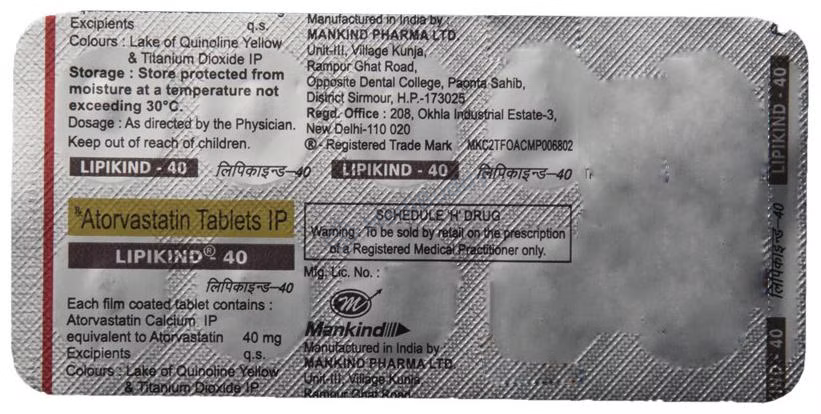 Excipients q.s.
Colours : Lake of Quinoline Yellow
& Titanium Dioxide IP
Storage : Store protected from
moisture at a temperature not
exceeding 30°C.
Dosage : As directed by the Physician.
Keep out of reach of children.
LIPIKIND - 40 लिपिकाइन्ड–40
Rx Atorvastatin Tablets IP
LIPIKIND® - 40
लिपिकाइन्ड–40
Each film coated tablet contains :
Atorvastatin Calcium IP
equivalent to Atorvastatin 40 mg
Excipients q.s.
Colours : Lake of Quinoline Yellow
& Titanium Dioxide IP
Manufactured in India by :
MANKIND PHARMA LTD.
Unit-III, Village Kunja,
Rampur Ghat Road,
Opposite Dental College, Paonta Sahib,
District Sirmour, H.P.-173025
Regd. Office : 208, Okhla Industrial Estate-3,
New Delhi-110 020
®- Registered Trade Mark MKC2TFOACMP006802
LIPIKIND - 40 लिपिकाइन्ड–40
SCHEDULE 'H' DRUG
Warning : To be sold by retail on the prescription
of a Registered Medical Practitioner only.
Mfg. Lic. No. :
m
Mankind
Manufactured in India by
MANKIND PHARMA LTD.
Unit-III, Village Kunja,
Rampur Ghat Road
LIPIKIND - 40
लिपिकाइन्ड–40
IND - 40